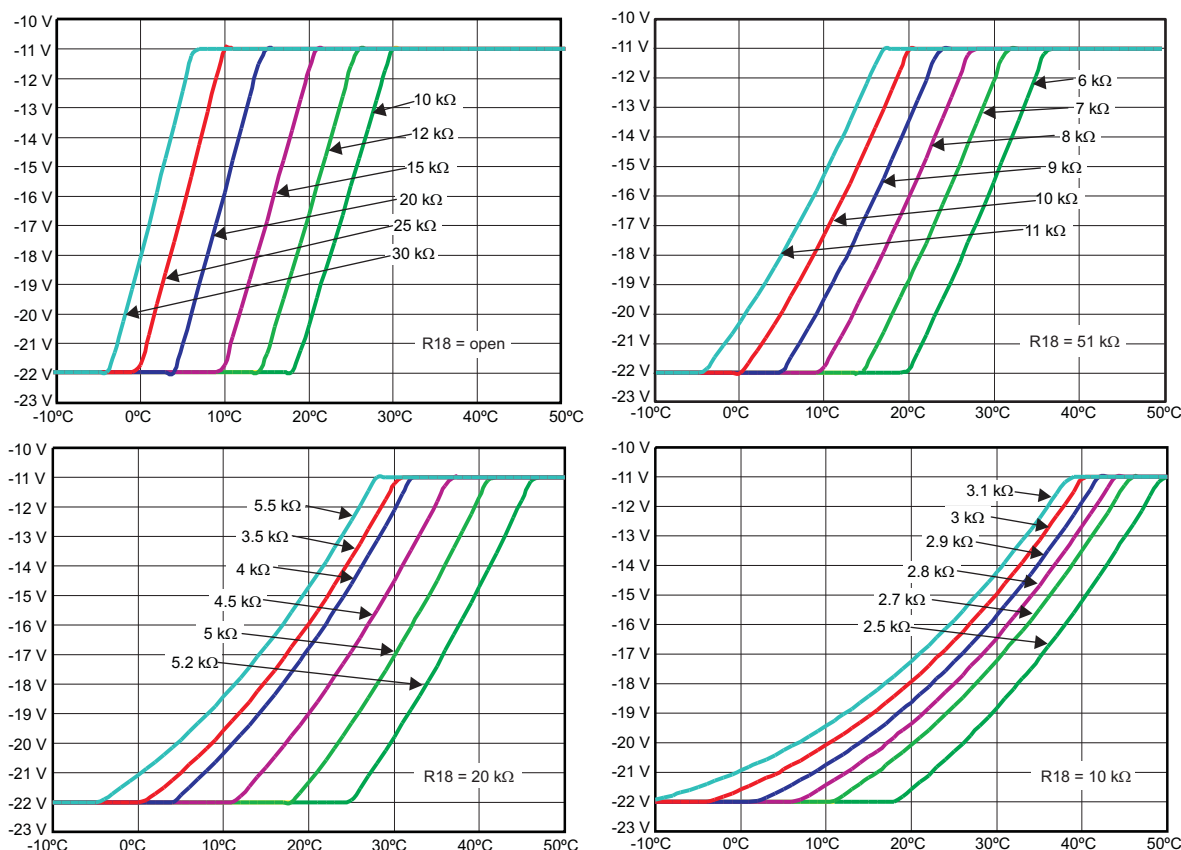 -10 V
-11 V
-12 V
-13 V
-14 V
-15 V
-16 V
-17 V
-18 V
-19 V
-20 V
-21 V
-22 V
-23 V
10 kΩ
12 kΩ
15 kΩ
20 kΩ
25 kΩ
30 kΩ
R18 = open
-10ºC 0ºC 10ºC 20ºC 30ºC 40ºC 50ºC
-10 V
-11 V
-12 V
-13 V
-14 V
-15 V
-16 V
-17 V
-18 V
-19 V
-20 V
-21 V
-22 V
-23 V
6 kΩ
7 kΩ
8 kΩ
9 kΩ
10 kΩ
11 kΩ
R18 = 51 kΩ
-10ºC 0ºC 10ºC 20ºC 30ºC 40ºC 50ºC
-10 V
-11 V
-12 V
-13 V
-14 V
-15 V
-16 V
-17 V
-18 V
-19 V
-20 V
-21 V
-22 V
-23 V
5.5 kΩ
3.5 kΩ
4 kΩ
4.5 kΩ
5 kΩ
5.2 kΩ
R18 = 20 kΩ
-10ºC 0ºC 10ºC 20ºC 30ºC 40ºC 50ºC
-10 V
-11 V
-12 V
-13 V
-14 V
-15 V
-16 V
-17 V
-18 V
-19 V
-20 V
-21 V
-22 V
-23 V
3.1 kΩ
3 kΩ
2.9 kΩ
2.8 kΩ
2.7 kΩ
2.5 kΩ
R18 = 10 kΩ
-10ºC 0ºC 10ºC 20ºC 30ºC 40ºC 50ºC